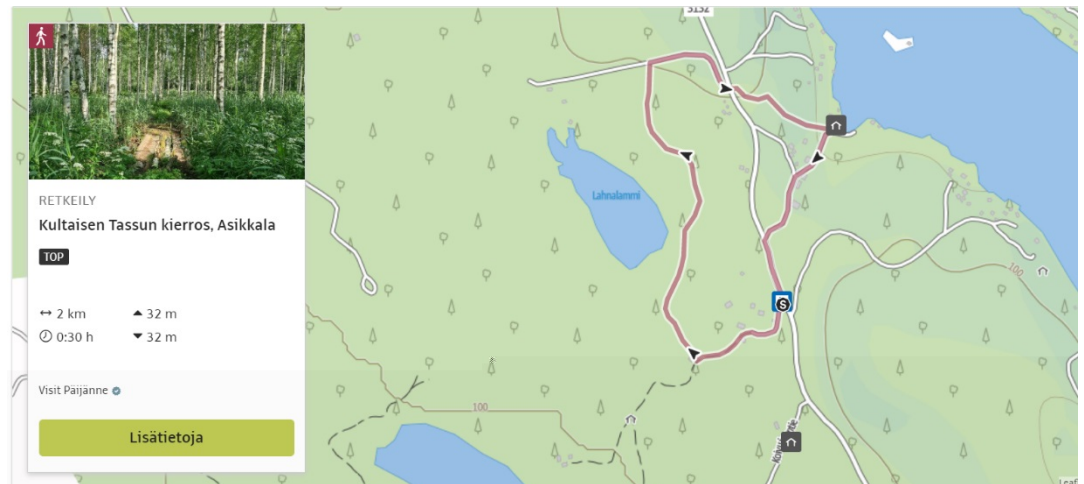 RETKEILY
Kultaisen Tassun kierros, Asikkala
TOP
2 km
32 m
0:30 h
32 m
Visit Päijänne
Lisätietoja
3132
Lahnalammi
S
100
100
Leaf